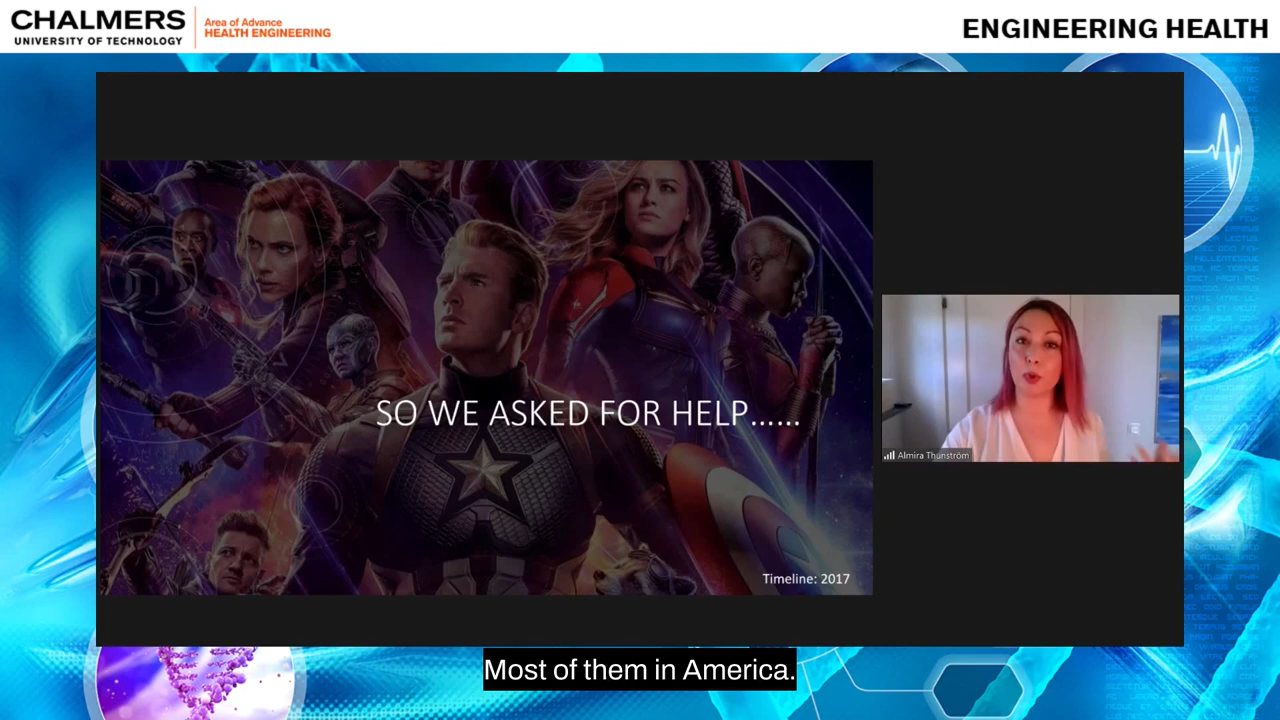 CHALMERS
UNIVERSITY OF TECHNOLOGY
Area of Advance
HEALTH ENGINEERING
ENGINEERING HEALTH
SO WE ASKED FOR HELP......
Timeline: 2017
Almira Thunström
Most of them in America.